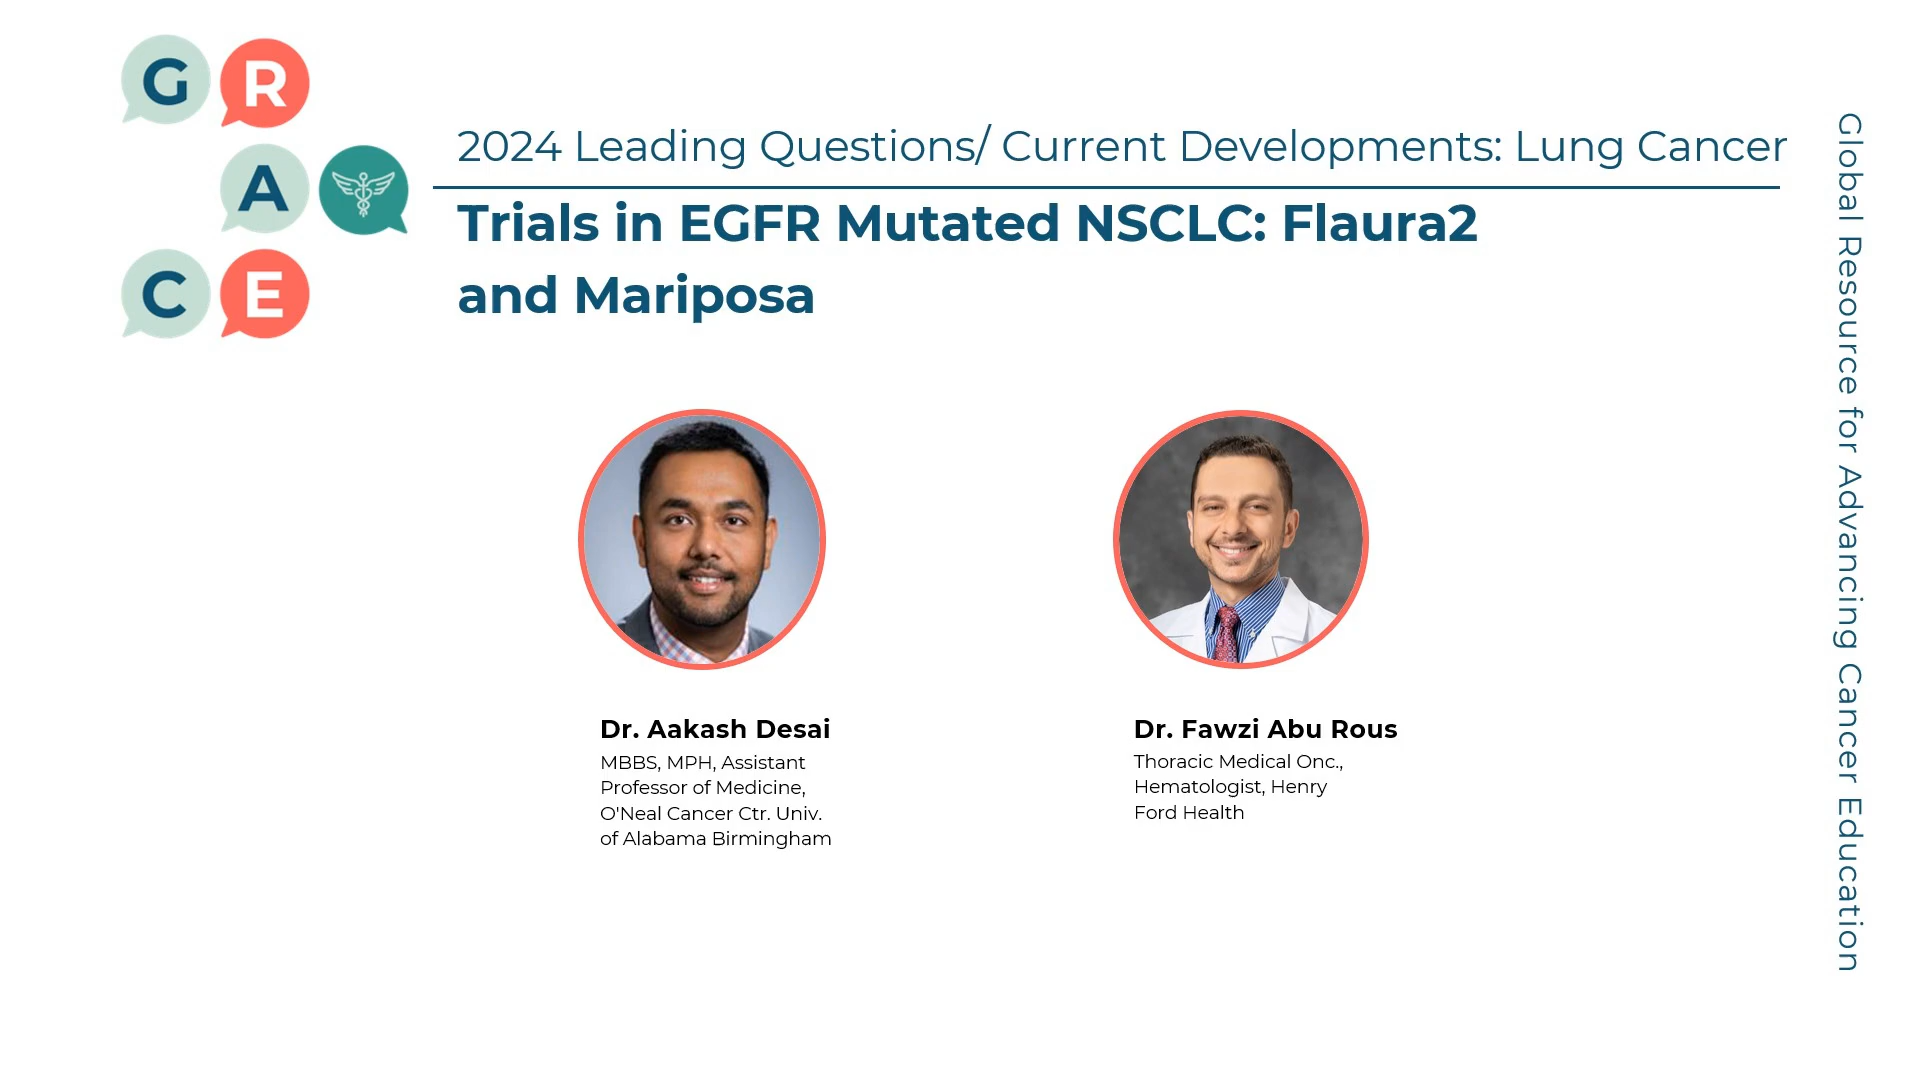 G R
A
C E
2024 Leading Questions/ Current Developments: Lung Cancer
Trials in EGFR Mutated NSCLC: Flaura2
and Mariposa
Dr. Aakash Desai
MBBS, MPH, Assistant
Professor of Medicine,
O'Neal Cancer Ctr. Univ.
of Alabama Birmingham
Dr. Fawzi Abu Rous
Thoracic Medical Onc.,
Hematologist, Henry
Ford Health
Global Resource for Advancing Cancer Education